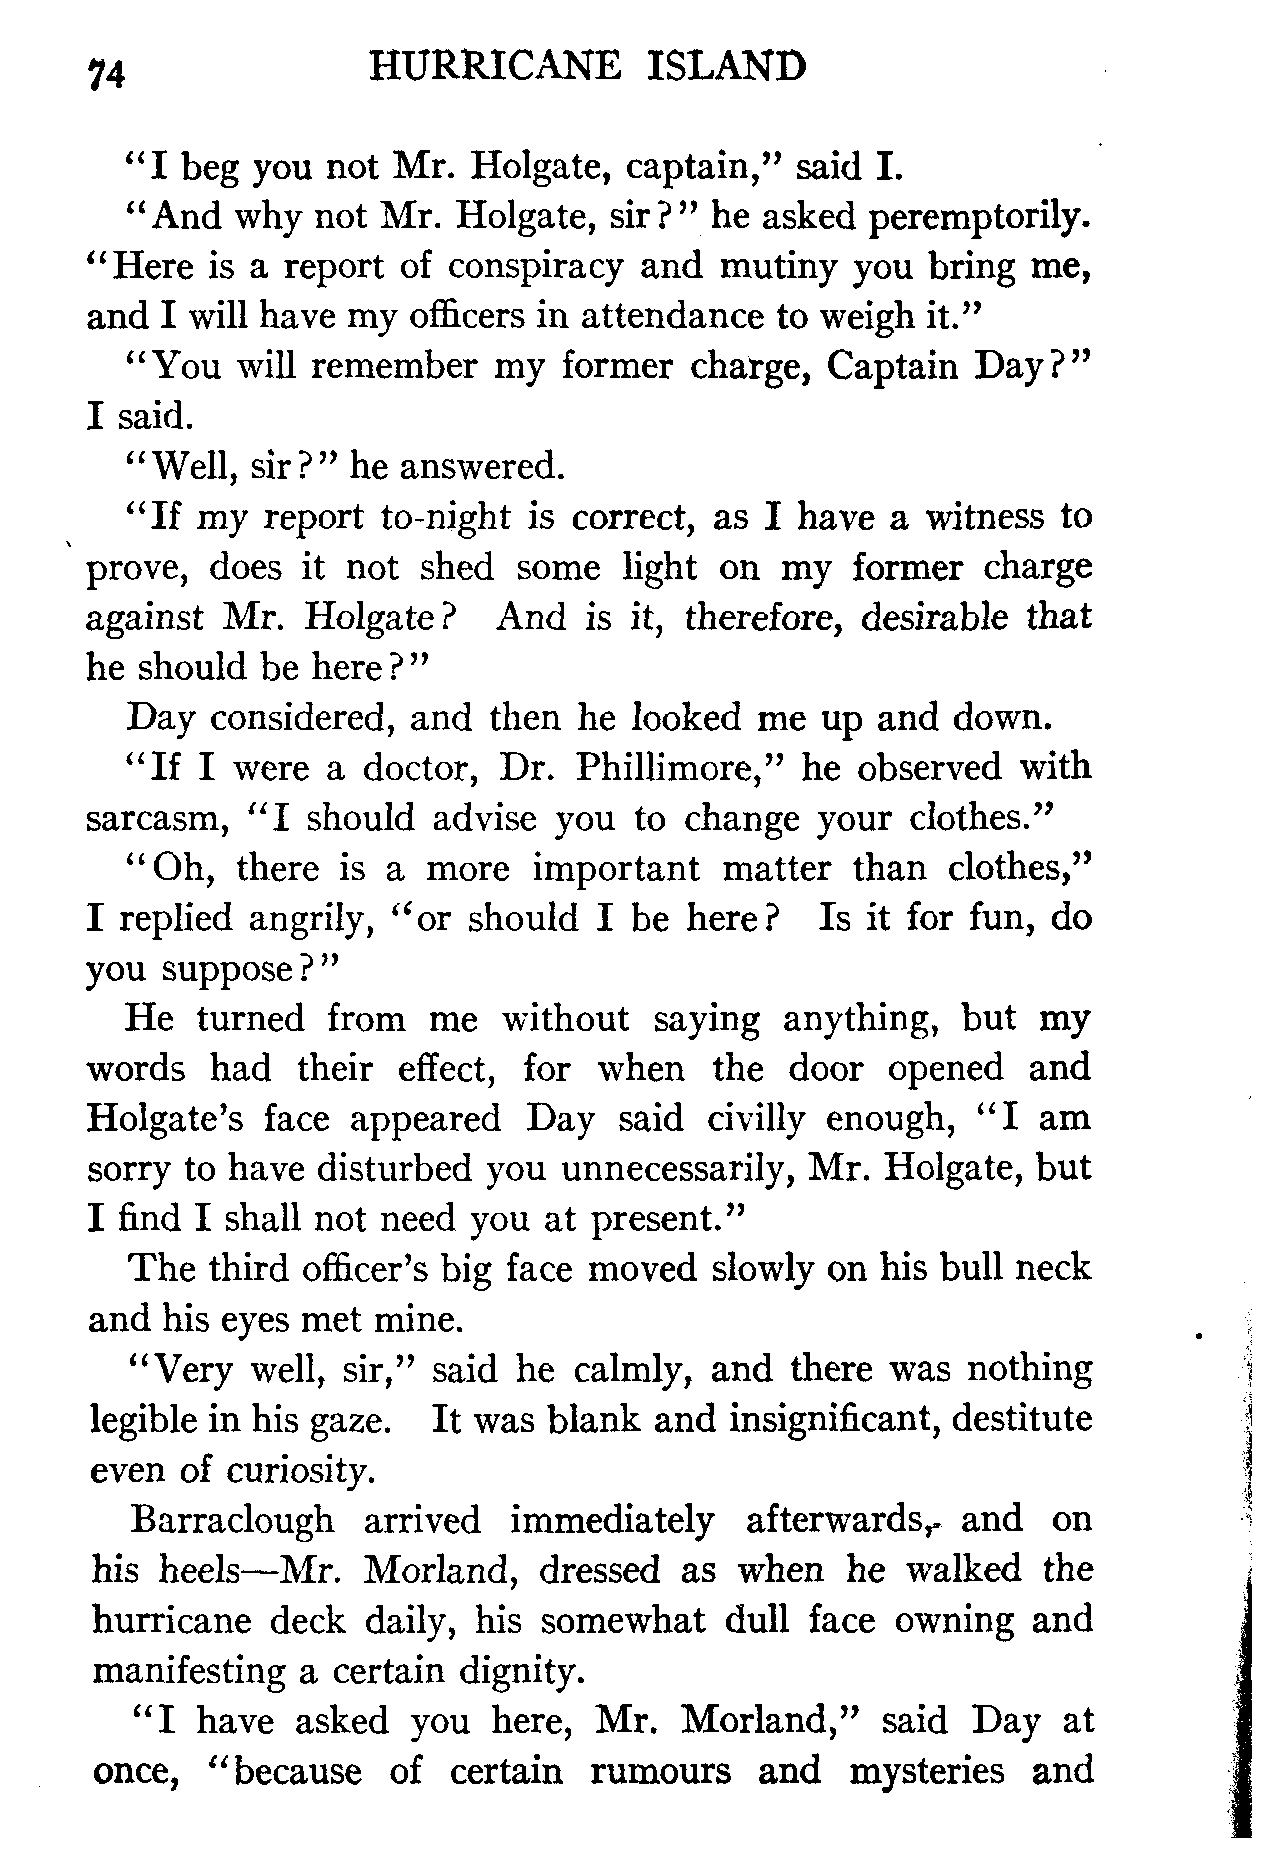 74 HURRICANE ISLAND
"I beg you not Mr. Holgate, captain," said I.
"And why not Mr. Holgate, sir?" he asked peremptorily.
"Here is a report of conspiracy and mutiny you bring me,
and I will have my officers in attendance to weigh it."
"You will remember my former charge, Captain Day?"
I said.
"Well, sir?" he answered.
"If my report to-night is correct, as I have a witness to
prove, does it not shed some light on my former charge
against Mr. Holgate? And is it, therefore, desirable that
he should be here?"
Day considered, and then he looked me up and down.
"If I were a doctor, Dr. Phillimore," he observed with
sarcasm, "I should advise you to change your clothes."
"Oh, there is a more important matter than clothes,"
I replied angrily, "or should I be here? Is it for fun, do
you suppose?"
He turned from me without saying anything, but my
words had their effect, for when the door opened and
Holgate's face appeared Day said civilly enough, "I am
sorry to have disturbed you unnecessarily, Mr. Holgate, but
I find I shall not need you at present."
The third officer's big face moved slowly on his bull neck
and his eyes met mine.
"Very well, sir," said he calmly, and there was nothing
legible in his gaze. It was blank and insignificant, destitute
even of curiosity.
Barraclough arrived immediately afterwards, and on
his heels—Mr. Morland, dressed as when he walked the
hurricane deck daily, his somewhat dull face owning and
manifesting a certain dignity.
"I have asked you here, Mr. Morland," said Day at
once, "because of certain rumours and mysteries and